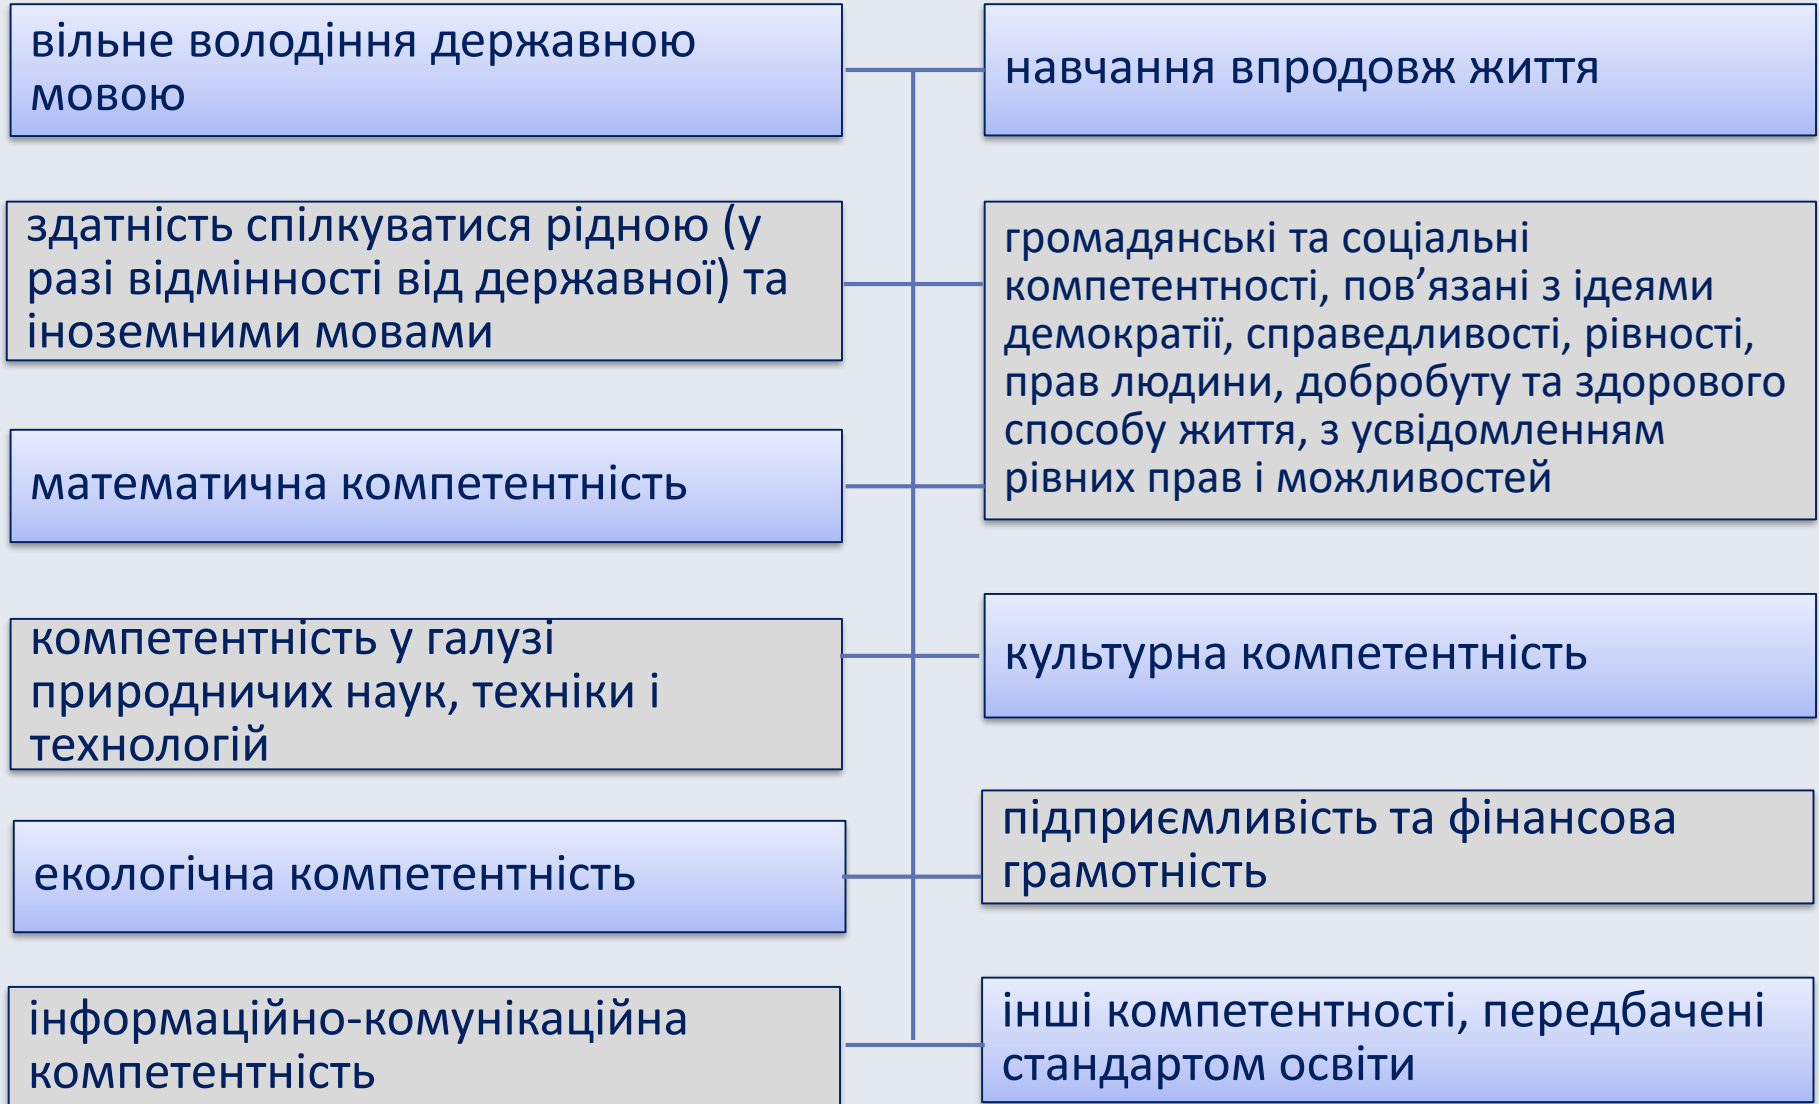 вільне володіння державною
мовою
здатність спілкуватися рідною (у
разі відмінності від державної) та
іноземними мовами
математична компетентність
компетентність у галузі
природничих наук, техніки і
технологій
екологічна компетентність
інформаційно-комунікаційна
компетентність
навчання впродовж життя
громадянські та соціальні
компетентності, пов’язані з ідеями
демократії, справедливості, рівності,
прав людини, добробуту та здорового
способу життя, з усвідомленням
рівних прав і можливостей
культурна компетентність
підприємливість та фінансова
грамотність
інші компетентності, передбачені
стандартом освіти